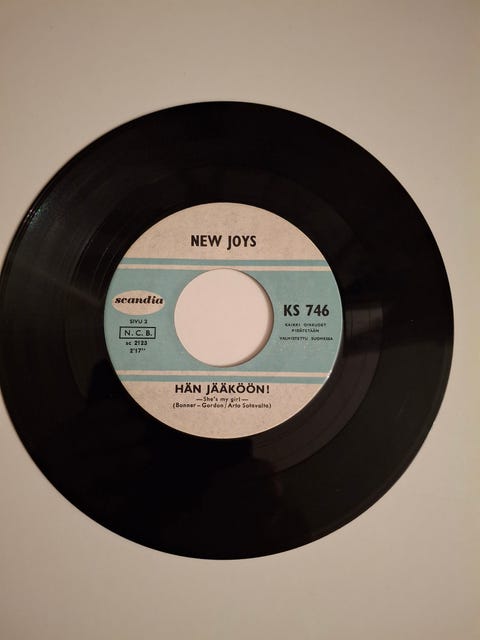 NEW JOYS
scandia
SIVU 2
N.C.B.
sc 2123
2'17"
KS 746
KAIKKI OIKEUDET
PIDÄTETÄÄN
VALMISTETTU SUOMESSA
HÄN JÄÄKÖÖN!
—She's my girl—
(Bonner – Gordon/Arto Sotavalta)